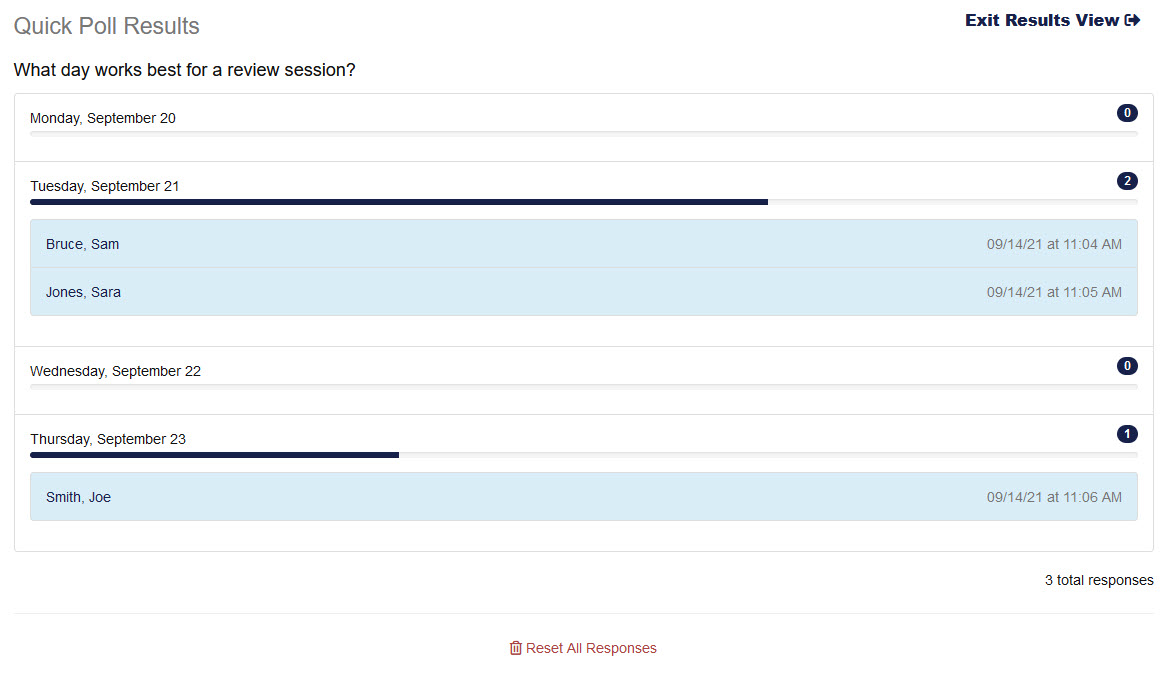 Quick Poll Results
Exit Results View
What day works best for a review session?
Monday, September 20 0
Tuesday, September 21 2
Bruce, Sam 09/14/21 at 11:04 AM
Jones, Sara 09/14/21 at 11:05 AM
Wednesday, September 22 0
Thursday, September 23 1
Smith, Joe 09/14/21 at 11:06 AM
3 total responses
Reset All Responses